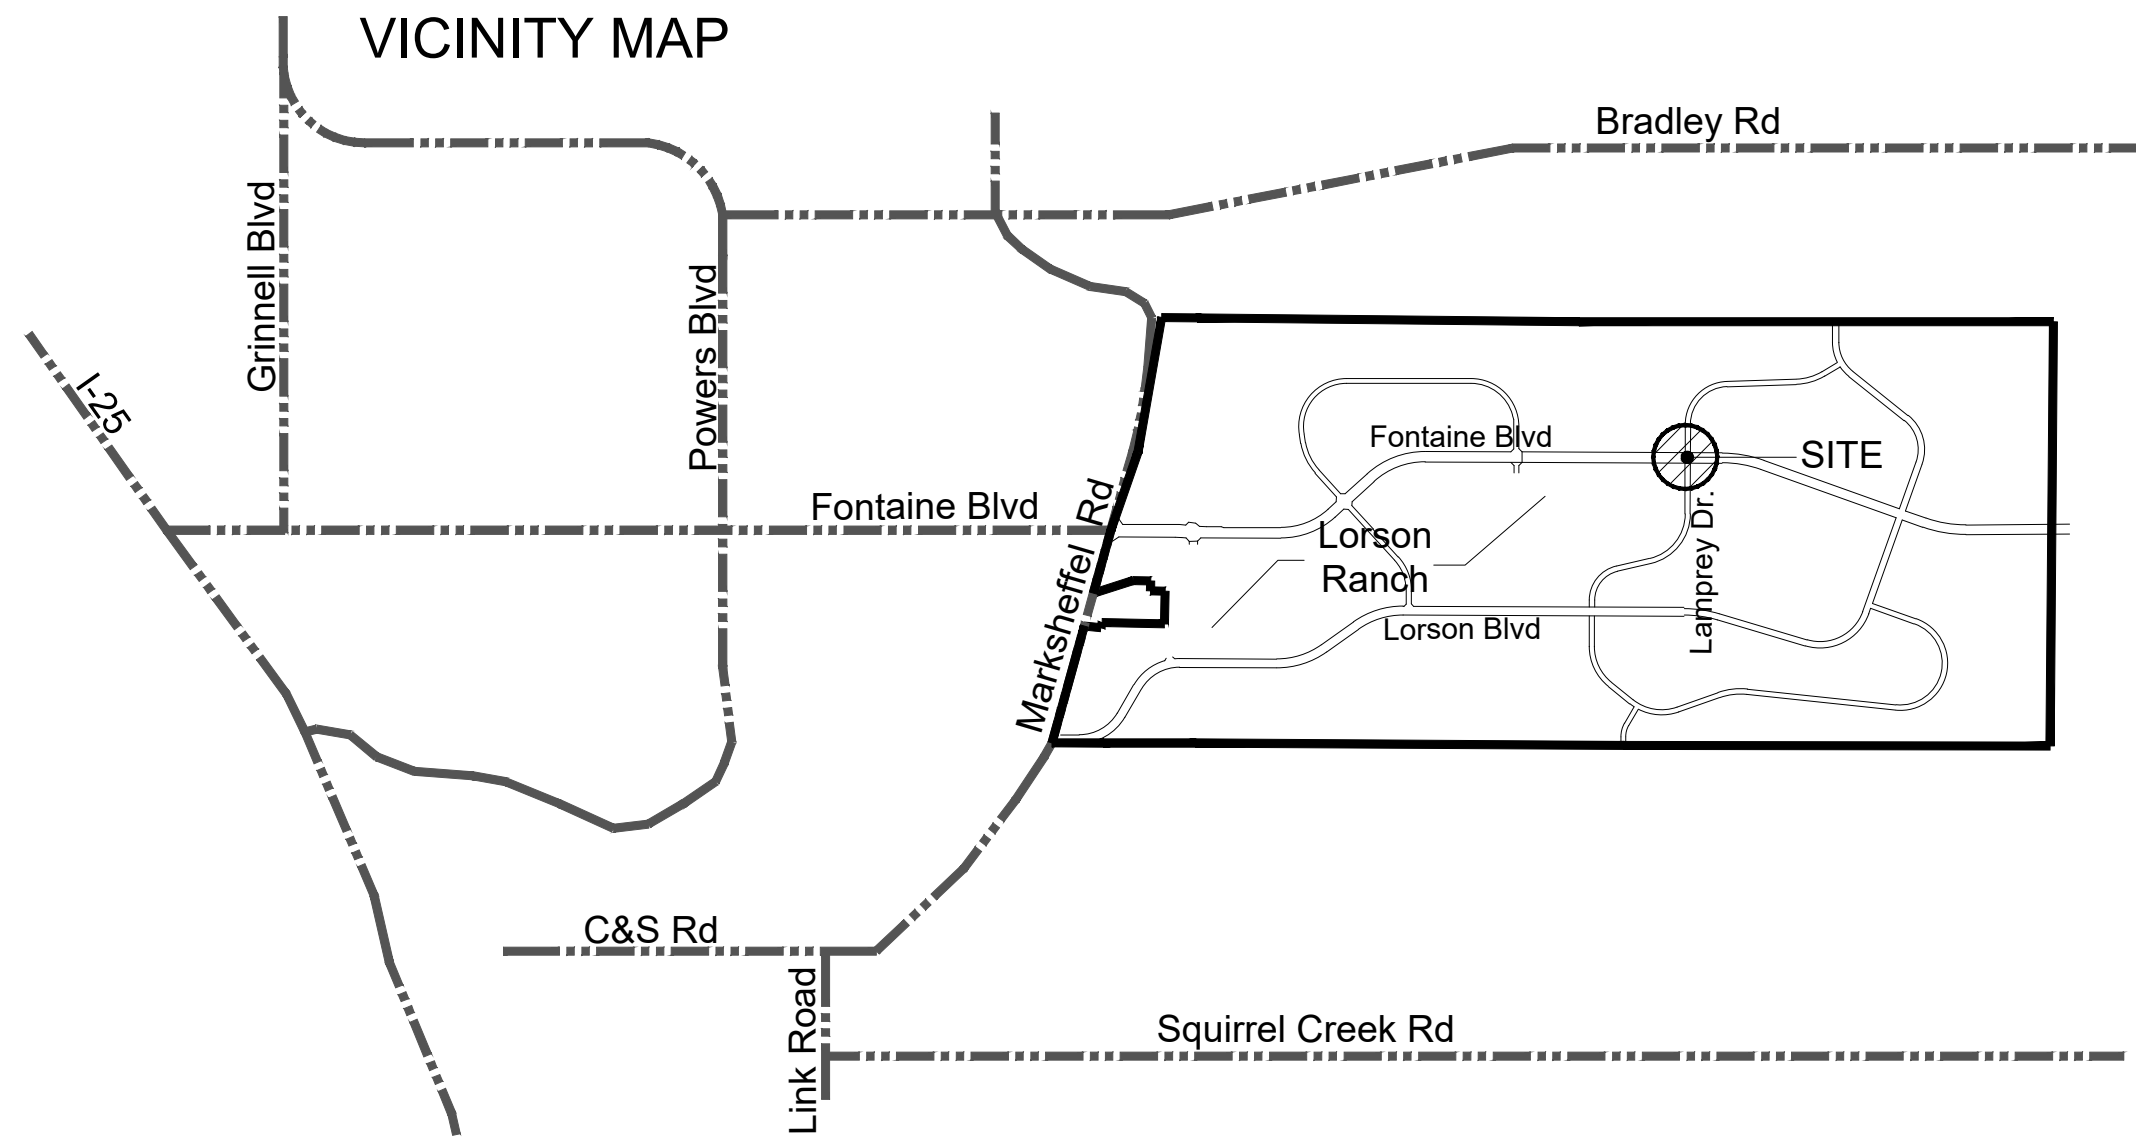 VICINITY MAP
Bradley Rd
Grinnell Blvd
Powers Blvd
I-25
Fontaine Blvd
SITE
Fontaine Blvd
Marksheffel Rd
Lorson
Ranch
Lamprey Dr.
Lorson Blvd
C&S Rd
Link Road
Squirrel Creek Rd